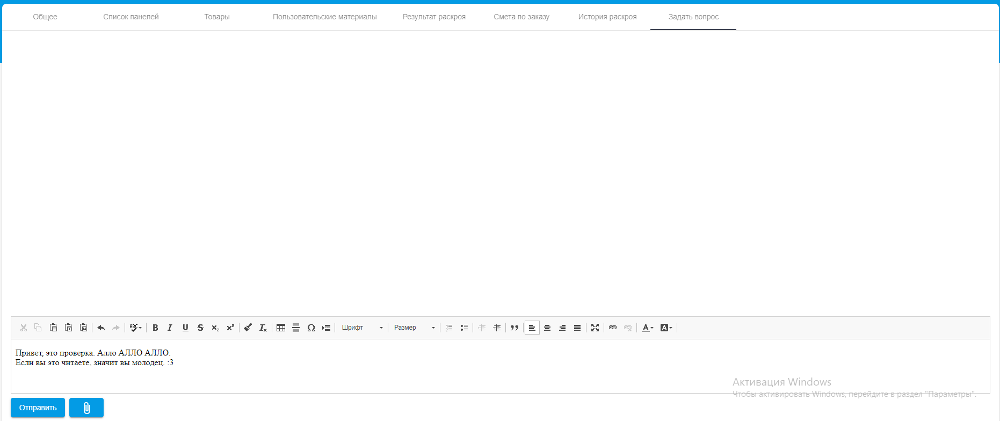 Общее
Список панелей
Товары
Пользовательские материалы
Результат раскроя
Смета по заказу
История раскроя
Задать вопрос
Шрифт
Размер
Привет, это проверка. Алло АЛЛО АЛЛО.
Если вы это читаете, значит вы молодец. :3
Активация Windows
Чтобы активировать Windows, перейдите в раздел "Параметры".
Отправить